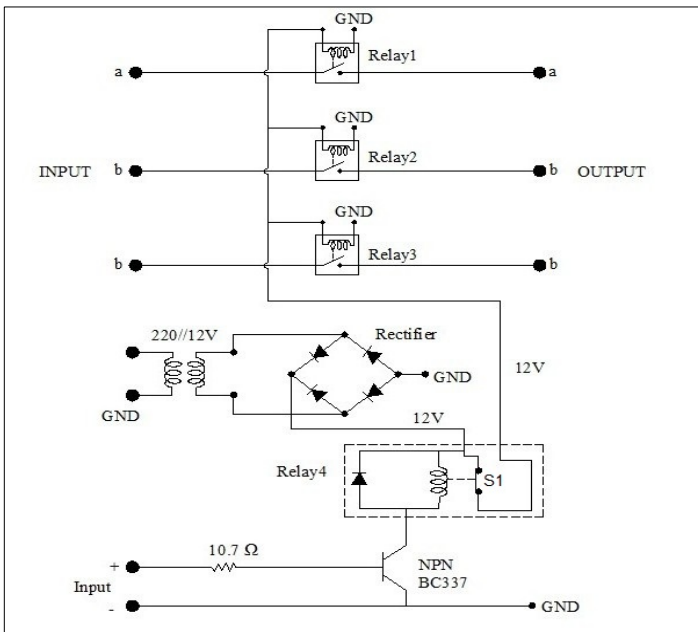 GND
Relay1
a
a
GND
Relay2
INPUT
b
b
OUTPUT
GND
Relay3
b
b
220//12V
Rectifier
GND
12V
GND
12V
Relay4
S1
10.7 Ω
NPN
BC337
+
Input
-
GND